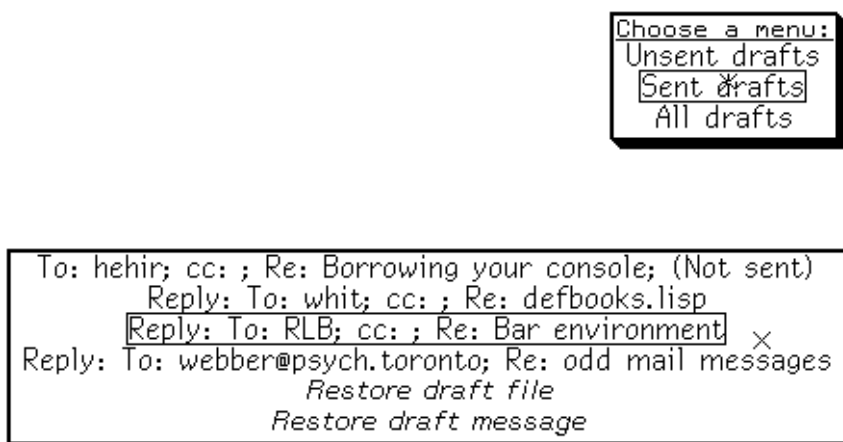 Choose a menu:
Unsent drafts
Sent drafts
All drafts
To: hehir; cc: ; Re: Borrowing your console; (Not sent)
Reply: To: whit; cc: ; Re: defbooks.lisp
Reply: To: RLB; cc: ; Re: Bar environment
Reply: To: webber@psych.toronto; Re: odd mail messages
Restore draft file
Restore draft message